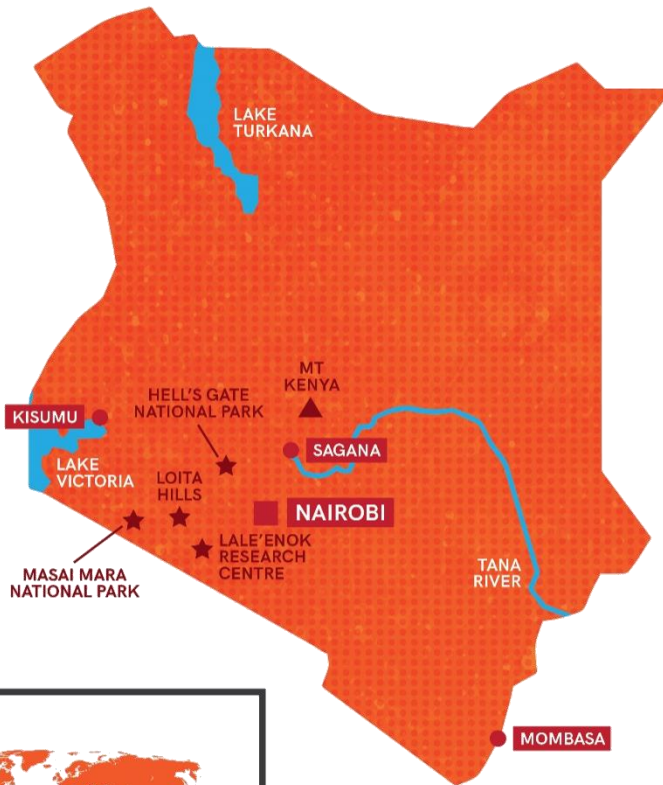 LAKE
TURKANA
MT
KENYA
HELL'S GATE
NATIONAL PARK
KISUMU
SAGANA
LAKE
VICTORIA
LOITA
HILLS
NAIROBI
LALE'ENOK
RESEARCH
CENTRE
MASAI MARA
NATIONAL PARK
TANA
RIVER
MOMBASA